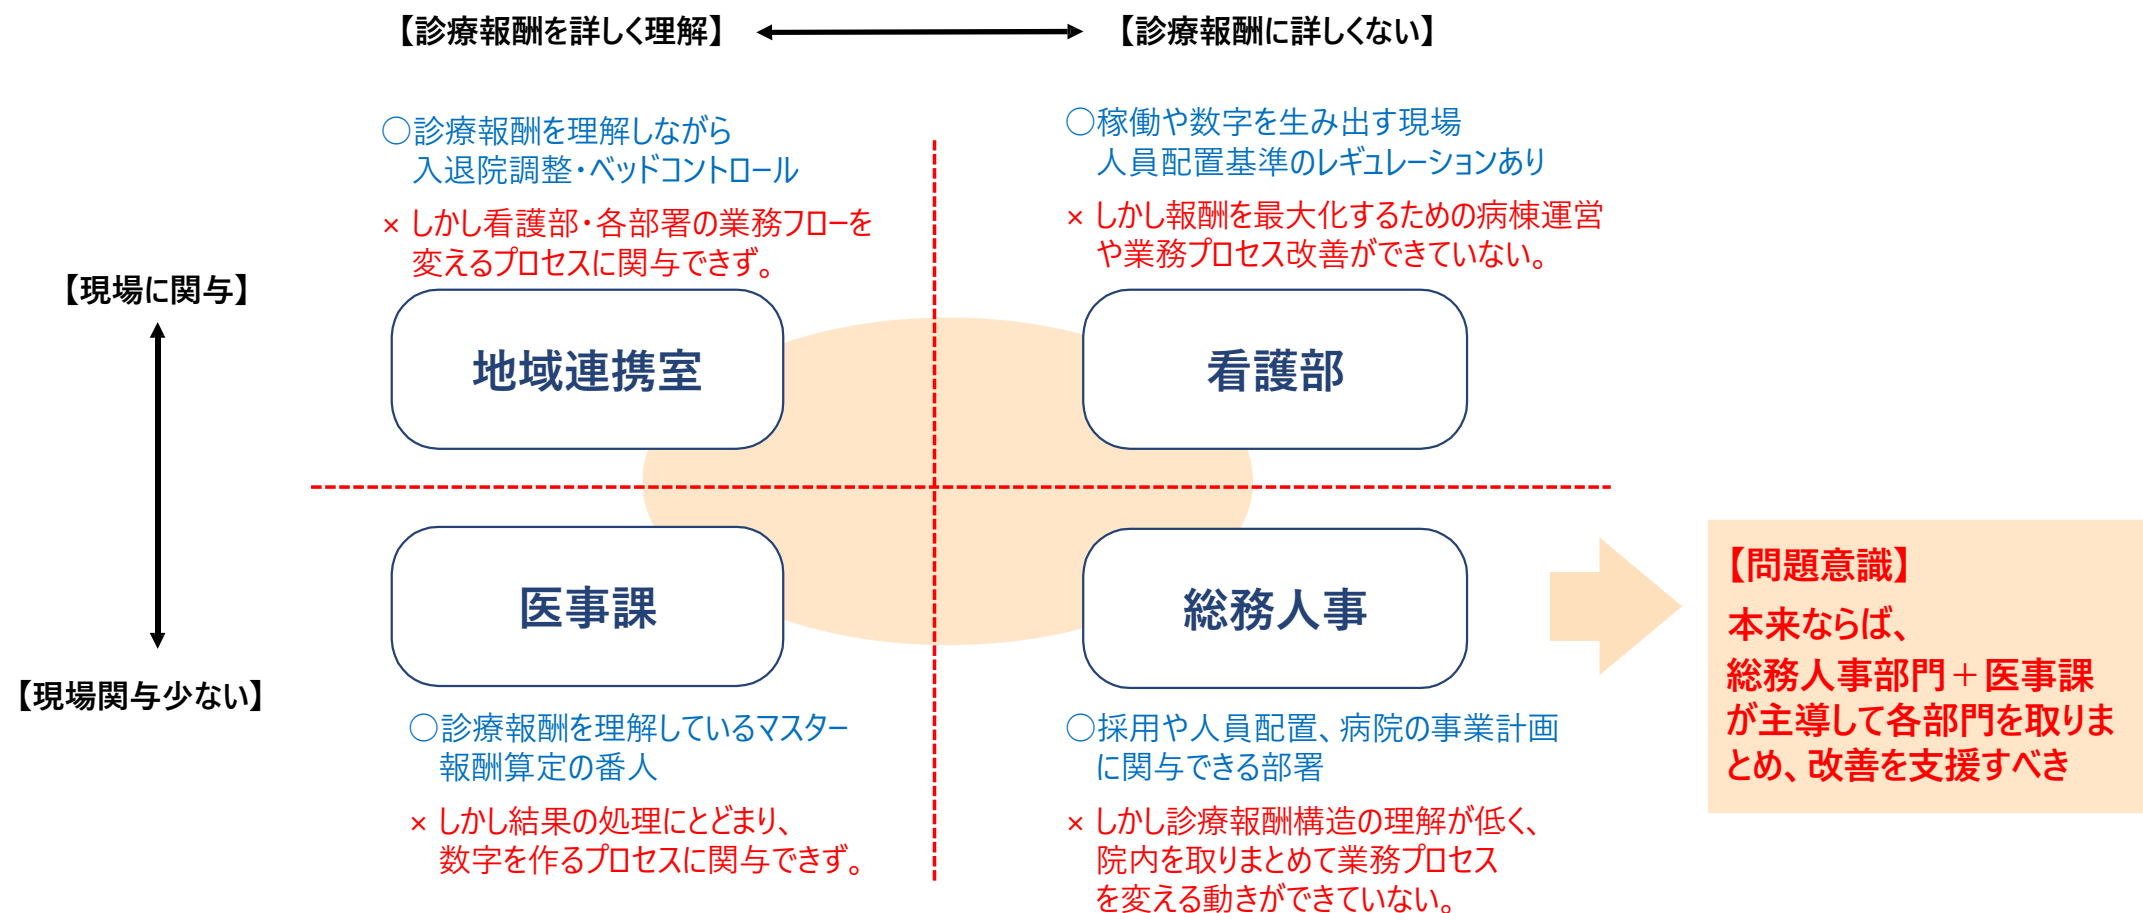 【診療報酬を詳しく理解】
【診療報酬に詳しくない】
○診療報酬を理解しながら
入退院調整・ベッドコントロール
× しかし看護部・各部署の業務フローを
変えるプロセスに関与できず。
○稼働や数字を生み出す現場
人員配置基準のレギュレーションあり
× しかし報酬を最大化するための病棟運営
や業務プロセス改善ができていない。
【現場に関与】
地域連携室
看護部
医事課
総務人事
【現場関与少ない】
○診療報酬を理解しているマスター
報酬算定の番人
× しかし結果の処理にとどまり、
数字を作るプロセスに関与できず。
○採用や人員配置、病院の事業計画
に関与できる部署
× しかし診療報酬構造の理解が低く、
院内を取りまとめて業務プロセス
を変える動きができていない。
【問題意識】
本来ならば、
総務人事部門＋医事課
が主導して各部門を取りま
とめ、改善を支援すべき